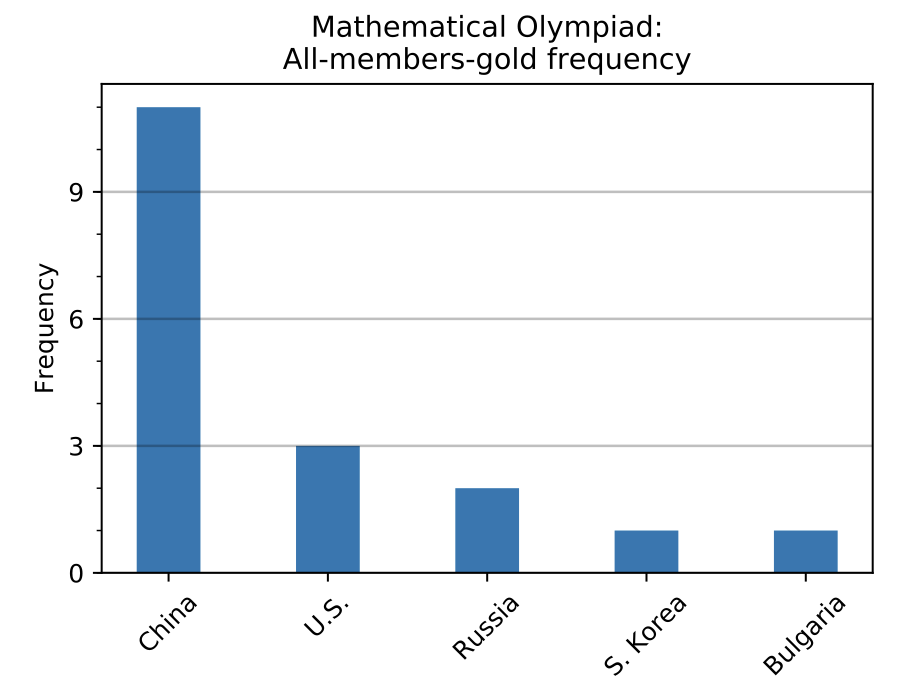 Mathematical Olympiad:
All-members-gold frequency
Frequency
9
6
3
0
China
U.S.
Russia
S. Korea
Bulgaria